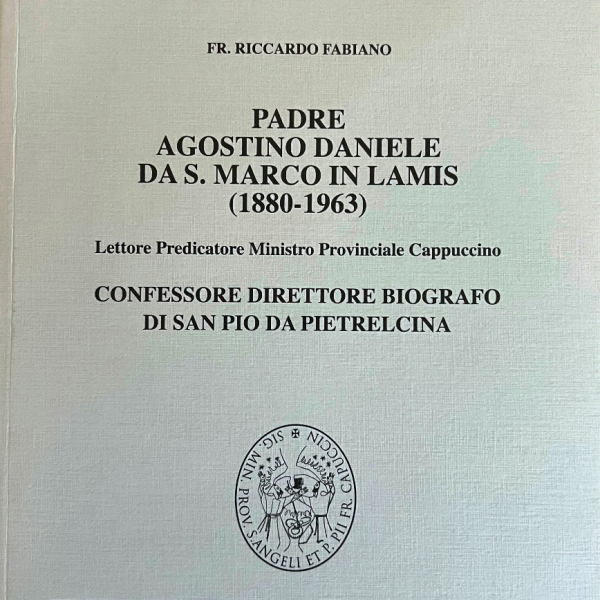 FR. RICCARDO FABIANO
PADRE
AGOSTINO DANIELE
DA S. MARCO IN LAMIS
(1880-1963)
Lettore Predicatore Ministro Provinciale Cappuccino
CONFESSORE DIRETTORE BIOGRAFO
DI SAN PIO DA PIETRELCINA
SIG. MIN. PROV. S. ANGELI ET P. PII FR. CAPUCCIN